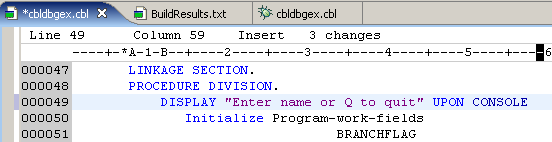 *cbldbgex.cbl BuildResults.txt cbldbgex.cbl
Line 49 Column 59 Insert 3 changes
----+-*A-1-B--+----2----+----3----+----4----+----5----+--6
000047 LINKAGE SECTION.
000048 PROCEDURE DIVISION.
000049 DISPLAY "Enter name or Q to quit" UPON CONSOLE
000050 Initialize Program-work-fields
000051 BRANCHFLAG